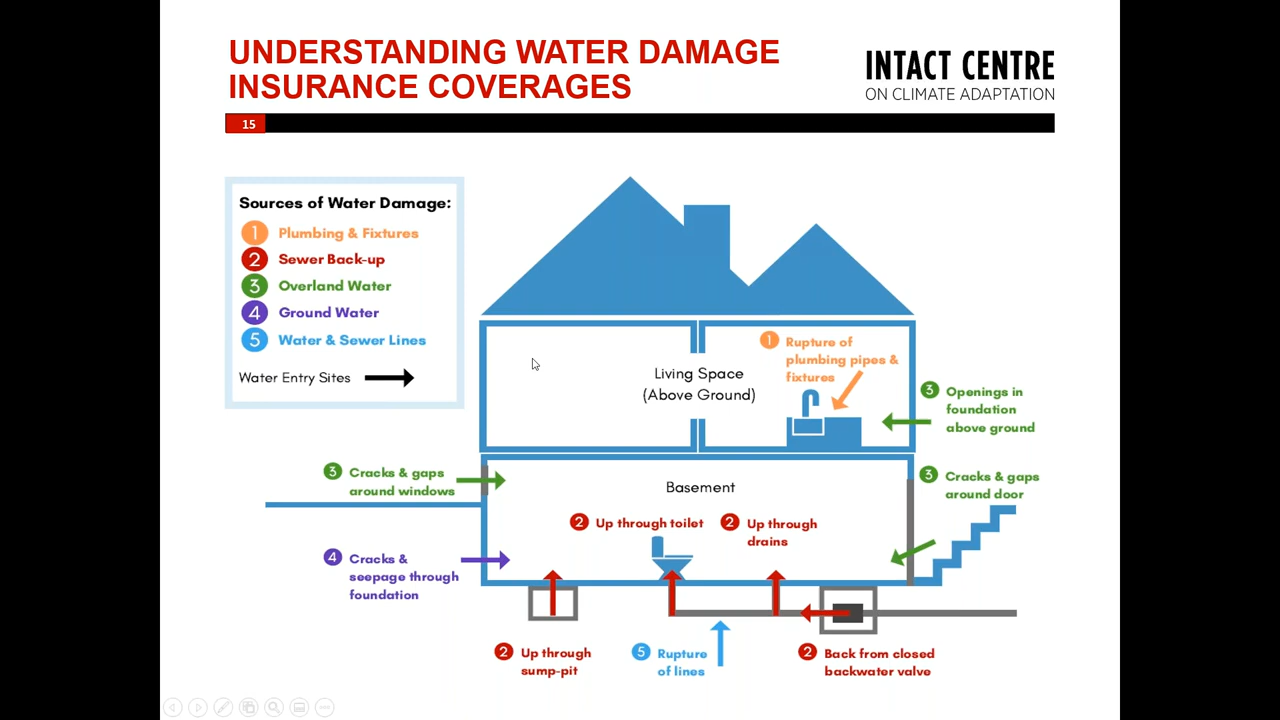 UNDERSTANDING WATER DAMAGE
INSURANCE COVERAGES
INTACT CENTRE
ON CLIMATE ADAPTATION
15
Sources of Water Damage:
1 Plumbing & Fixtures
2 Sewer Back-up
3 Overland Water
4 Ground Water
5 Water & Sewer Lines
Water Entry Sites
1 Rupture of
plumbing pipes &
fixtures
Living Space
(Above Ground)
3 Openings in
foundation
above ground
3 Cracks & gaps
around windows
Basement
3 Cracks & gaps
around door
2 Up through toilet
2 Up through
drains
4 Cracks &
seepage through
foundation
2 Up through
sump-pit
5 Rupture
of lines
2 Back from closed
backwater valve